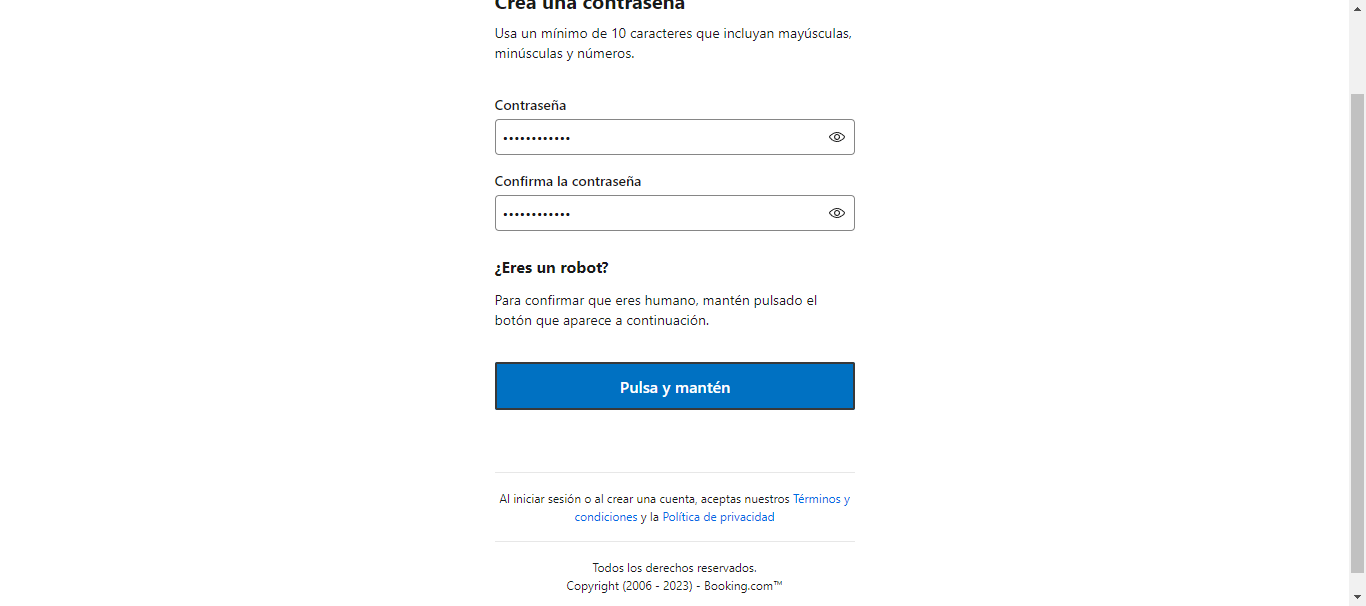 Crea una contraseña
Usa un mínimo de 10 caracteres que incluyan mayúsculas,
minúsculas y números.
Contraseña
••••••••••••
Confirma la contraseña
••••••••••••
¿Eres un robot?
Para confirmar que eres humano, mantén pulsado el
botón que aparece a continuación.
Pulsa y mantén
Al iniciar sesión o al crear una cuenta, aceptas nuestros Términos y
condiciones y la Política de privacidad
Todos los derechos reservados.
Copyright (2006 - 2023) - Booking.com™